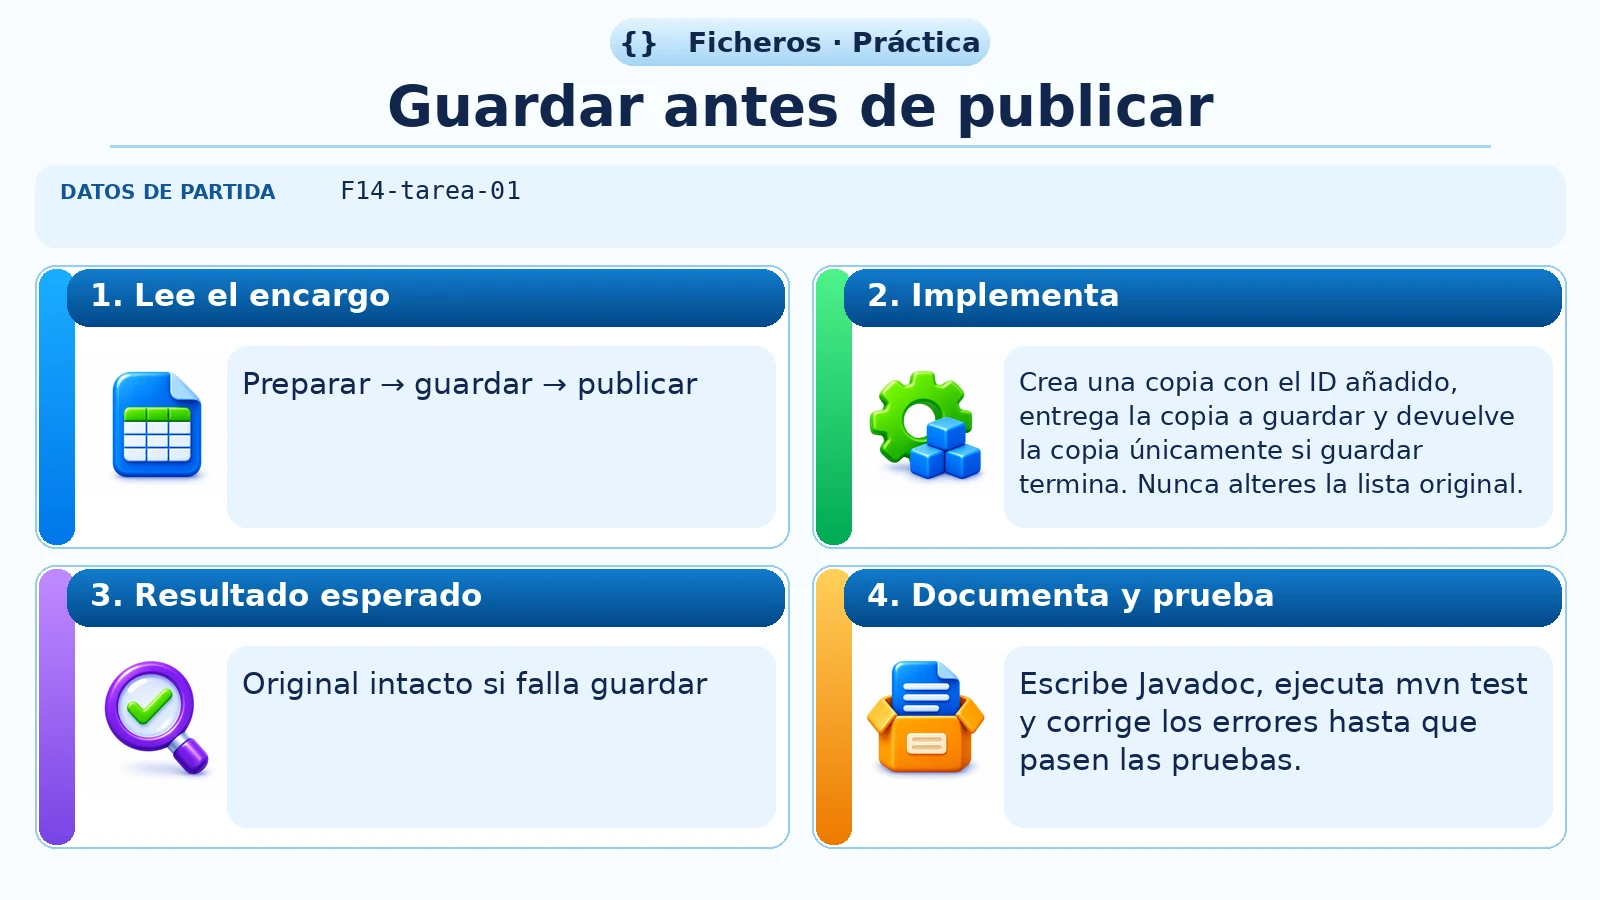 {} Ficheros · Práctica
Guardar antes de publicar
DATOS DE PARTIDA F14-tarea-01
1. Lee el encargo
Preparar → guardar → publicar
2. Implementa
Crea una copia con el ID añadido,
entrega la copia a guardar y devuelve
la copia únicamente si guardar
termina. Nunca alteres la lista original.
3. Resultado esperado
Original intacto si falla guardar
4. Documenta y prueba
Escribe Javadoc, ejecuta mvn test
y corrige los errores hasta que
pasen las pruebas.